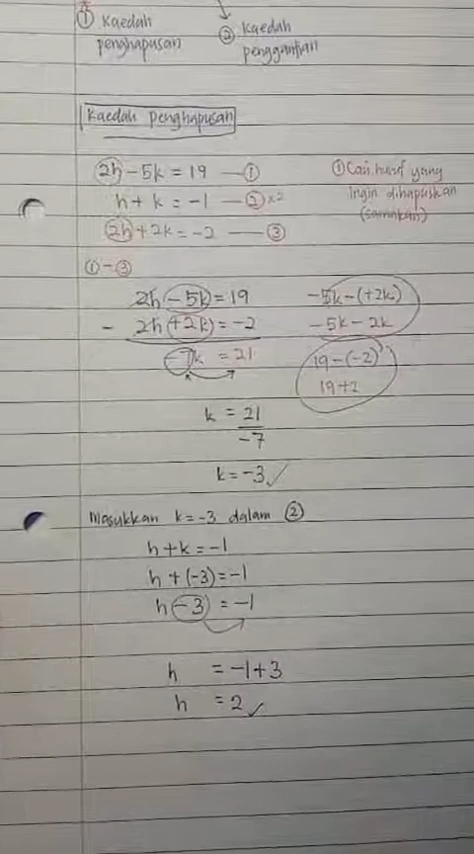 ① Kaedah penghapusan
② Kaedah penggantian
Kaedah Penghapusan
2h - 5k = 19 — ①
① Cari huruf yang
ingin dihapuskan
(samakan)
h + k = -1 — ② ×2
2h + 2k = -2 — ③
① - ③
2h - 5k = 19
- 2h + 2k = -2
-7k = 21
-5k - (+2k)
-5k - 2k
19 - (-2)
19 + 2
k = 21
-7
k = -3 ✓
Masukkan k = -3 dalam ②
h + k = -1
h + (-3) = -1
h - 3 = -1
h = -1 + 3
h = 2 ✓